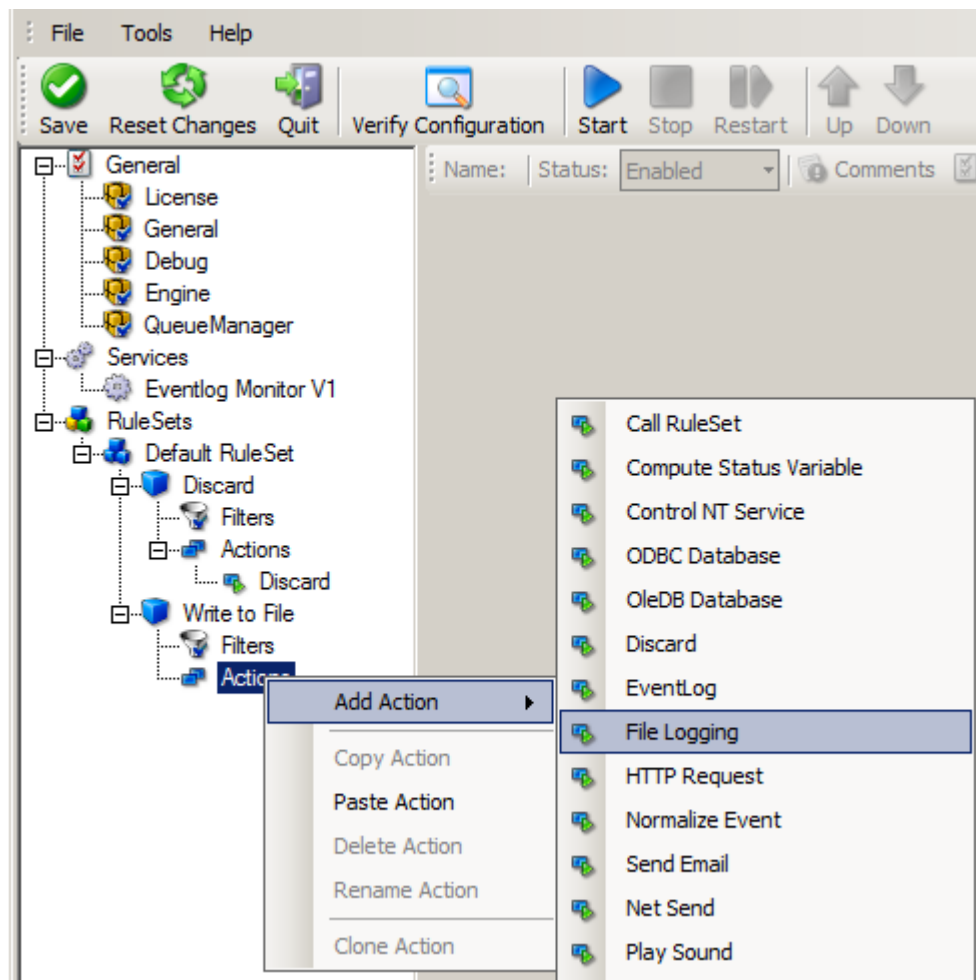 File Tools Help
Save Reset Changes Quit Verify Configuration Start Stop Restart Up Down
General
License
General
Debug
Engine
QueueManager
Services
Eventlog Monitor V1
RuleSets
Default RuleSet
Discard
Filters
Actions
Discard
Write to File
Filters
Actions
Name: Status: Enabled Comments
Add Action
Copy Action
Paste Action
Delete Action
Rename Action
Clone Action
Call RuleSet
Compute Status Variable
Control NT Service
ODBC Database
OleDB Database
Discard
EventLog
File Logging
HTTP Request
Normalize Event
Send Email
Net Send
Play Sound